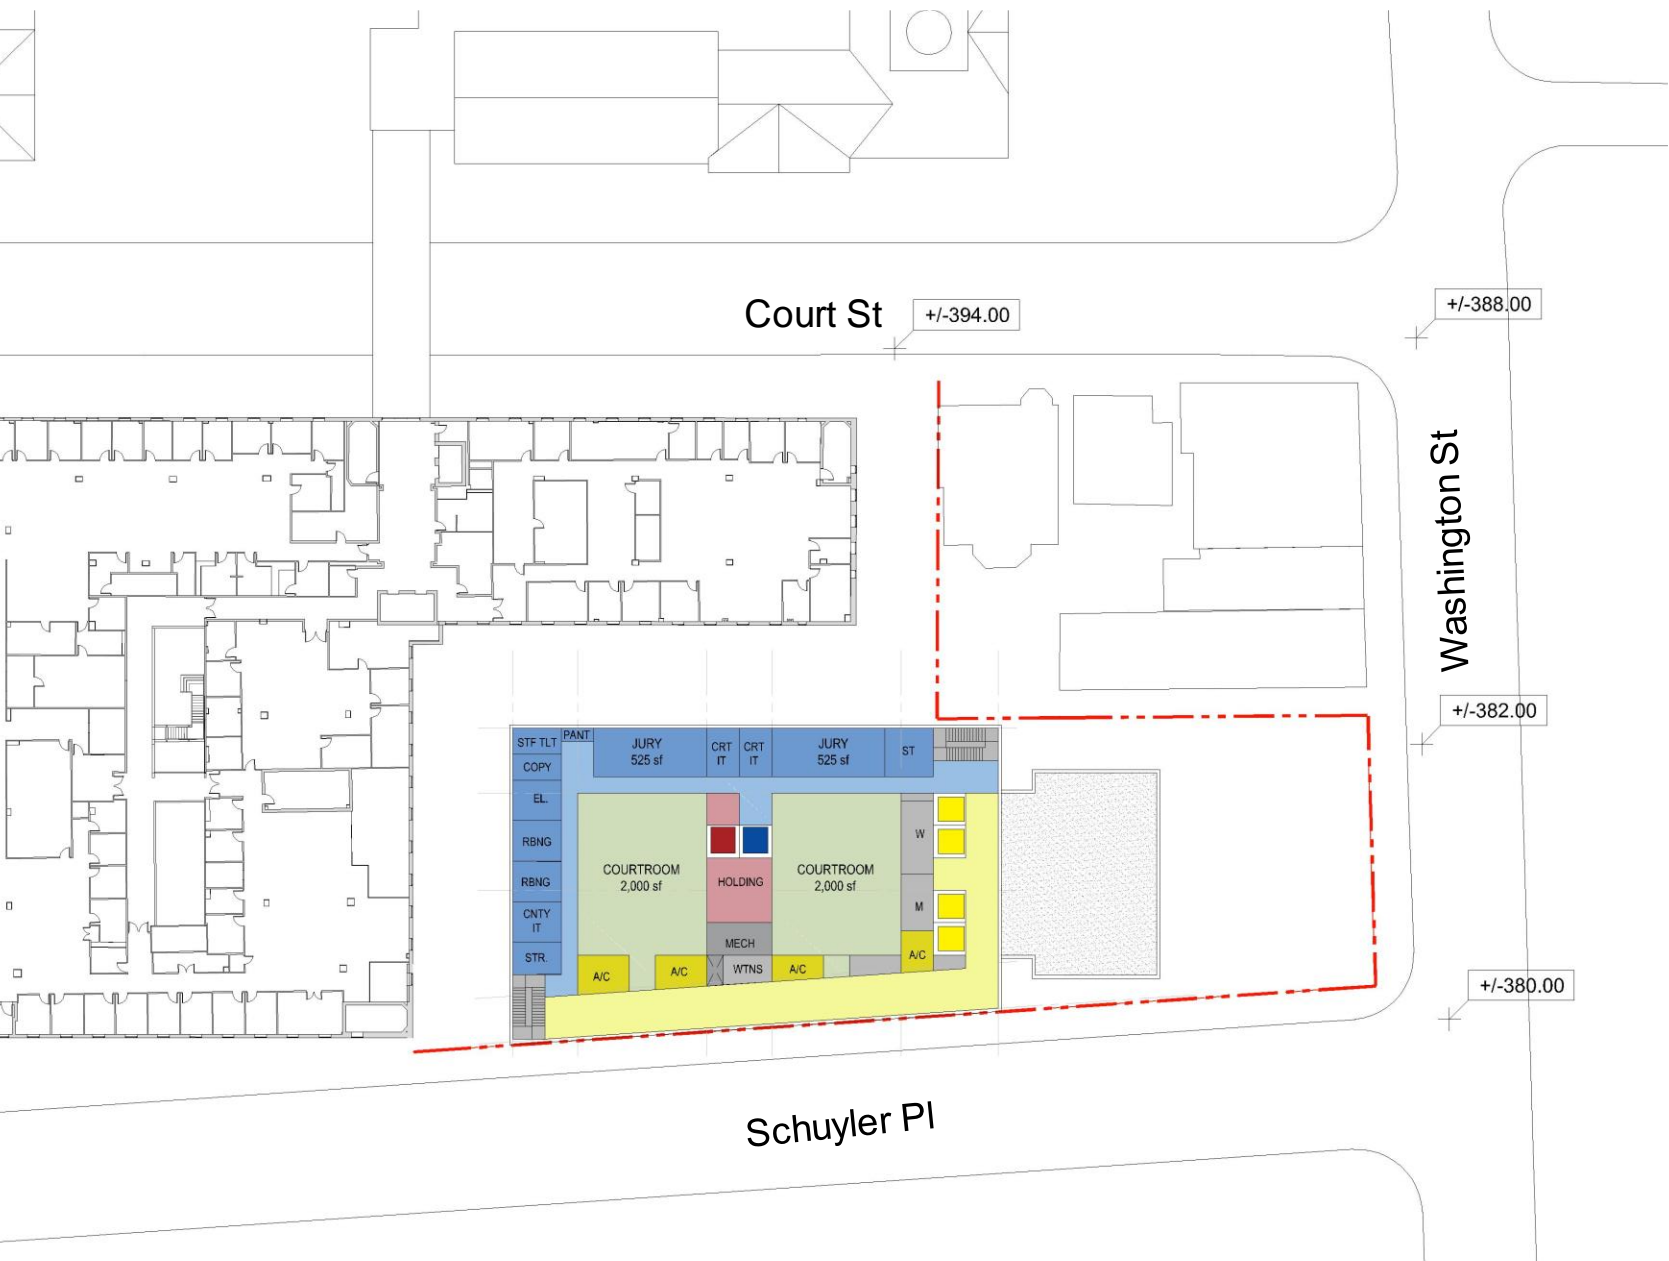 Court St
+/-394.00
+/-388.00
Washington St
+/-382.00
STF TLT
PANT
JURY
525 sf
CRT
IT
CRT
IT
JURY
525 sf
ST
COPY
EL.
RBNG
RBNG
CNTY
IT
STR.
COURTROOM
2,000 sf
HOLDING
COURTROOM
2,000 sf
W
M
MECH
WTNS
A/C
A/C
A/C
A/C
+/-380.00
Schuyler Pl